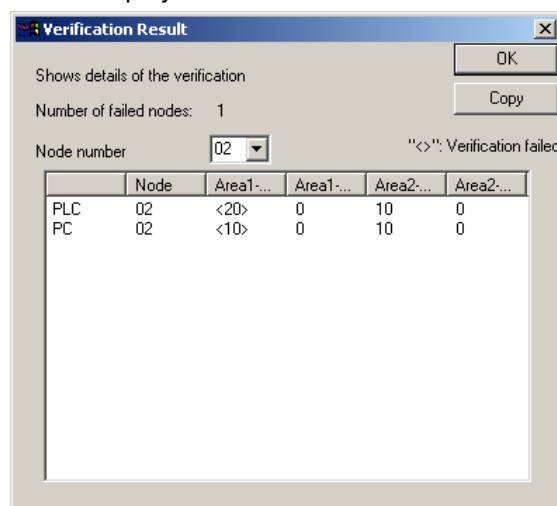 Verification Result
OK
Shows details of the verification
Copy
Number of failed nodes: 1
Node number 02 "<>": Verification failed
Node Area1-... Area1-... Area2-... Area2-...
PLC 02 <20> 0 10 0
PC 02 <10> 0 10 0